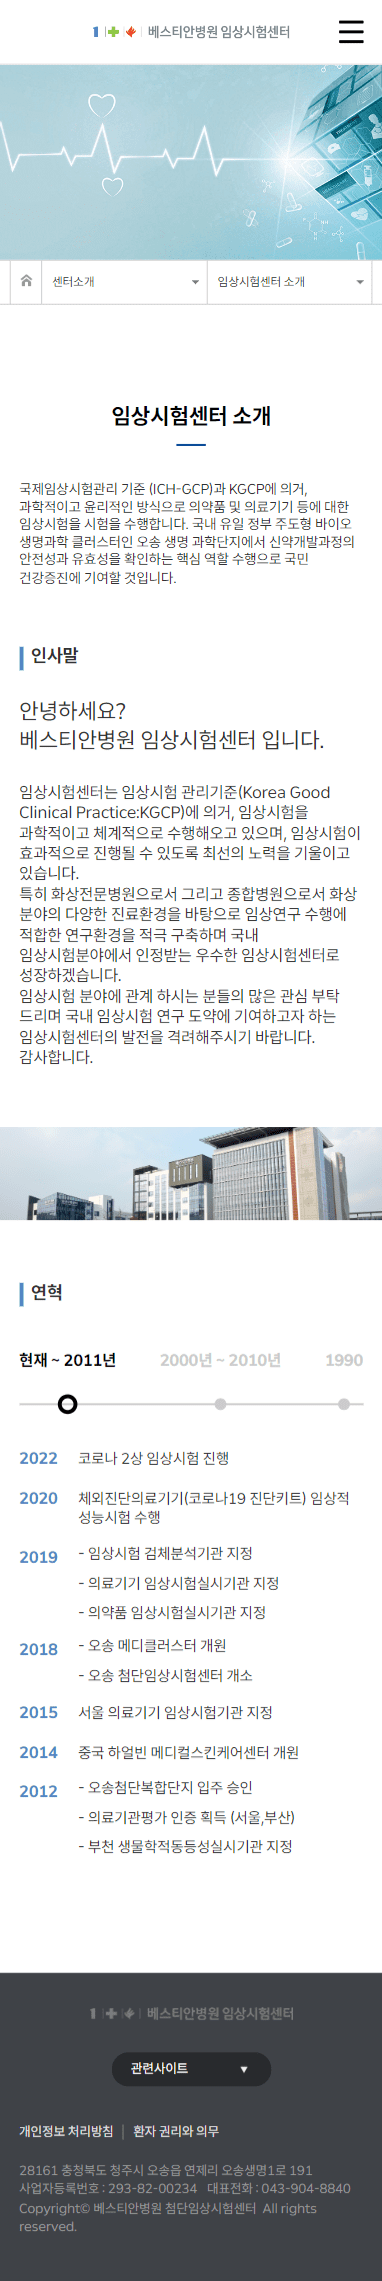 베스티안병원 임상시험센터
센터소개
임상시험센터 소개
임상시험센터 소개
국제임상시험관리 기준 (ICH-GCP)과 KGCP에 의거,
과학적이고 윤리적인 방식으로 의약품 및 의료기기 등에 대한
임상시험을 시험을 수행합니다. 국내 유일 정부 주도형 바이오
생명과학 클러스터인 오송 생명 과학단지에서 신약개발과정의
안전성과 유효성을 확인하는 핵심 역할 수행으로 국민
건강증진에 기여할 것입니다.
인사말
안녕하세요?
베스티안병원 임상시험센터 입니다.
임상시험센터는 임상시험 관리기준(Korea Good
Clinical Practice:KGCP)에 의거, 임상시험을
과학적이고 체계적으로 수행해오고 있으며, 임상시험이
효과적으로 진행될 수 있도록 최선의 노력을 기울이고
있습니다.
특히 화상전문병원으로서 그리고 종합병원으로서 화상
분야의 다양한 진료환경을 바탕으로 임상연구 수행에
적합한 연구환경을 적극 구축하며 국내
임상시험분야에서 인정받는 우수한 임상시험센터로
성장하겠습니다.
임상시험 분야에 관계 하시는 분들의 많은 관심 부탁
드리며 국내 임상시험 연구 도약에 기여하고자 하는
임상시험센터의 발전을 격려해주시기 바랍니다.
감사합니다.
연혁
현재 ~ 2011년 2000년 ~ 2010년 1990
2022 코로나 2상 임상시험 진행
2020 체외진단의료기기(코로나19 진단키트) 임상적
성능시험 수행
2019 - 임상시험 검체분석기관 지정
- 의료기기 임상시험실시기관 지정
- 의약품 임상시험실시기관 지정
2018 - 오송 메디클러스터 개원
- 오송 첨단임상시험센터 개소
2015 서울 의료기기 임상시험기관 지정
2014 중국 하얼빈 메디컬스킨케어센터 개원
2012 - 오송첨단복합단지 입주 승인
- 의료기관평가 인증 획득 (서울,부산)
- 부천 생물학적동등성실시기관 지정
베스티안병원 임상시험센터
관련사이트
개인정보 처리방침 | 환자 권리와 의무
28161 충청북도 청주시 오송읍 연제리 오송생명1로 191
사업자등록번호 : 293-82-00234 대표전화 : 043-904-8840
Copyright© 베스티안병원 첨단임상시험센터 All rights
reserved.